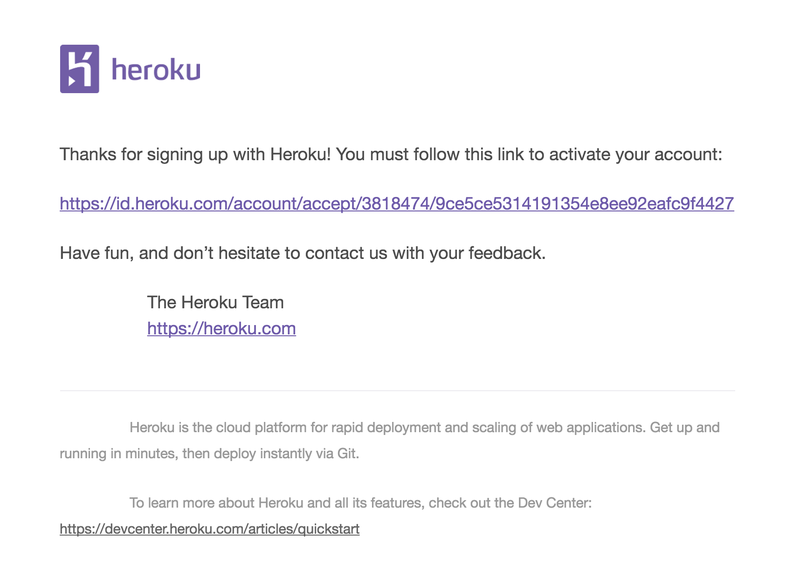 heroku
Thanks for signing up with Heroku! You must follow this link to activate your account:
https://id.heroku.com/account/accept/3818474/9ce5ce5314191354e8ee92eafc9f4427
Have fun, and don’t hesitate to contact us with your feedback.
The Heroku Team
https://heroku.com
Heroku is the cloud platform for rapid deployment and scaling of web applications. Get up and
running in minutes, then deploy instantly via Git.
To learn more about Heroku and all its features, check out the Dev Center:
https://devcenter.heroku.com/articles/quickstart